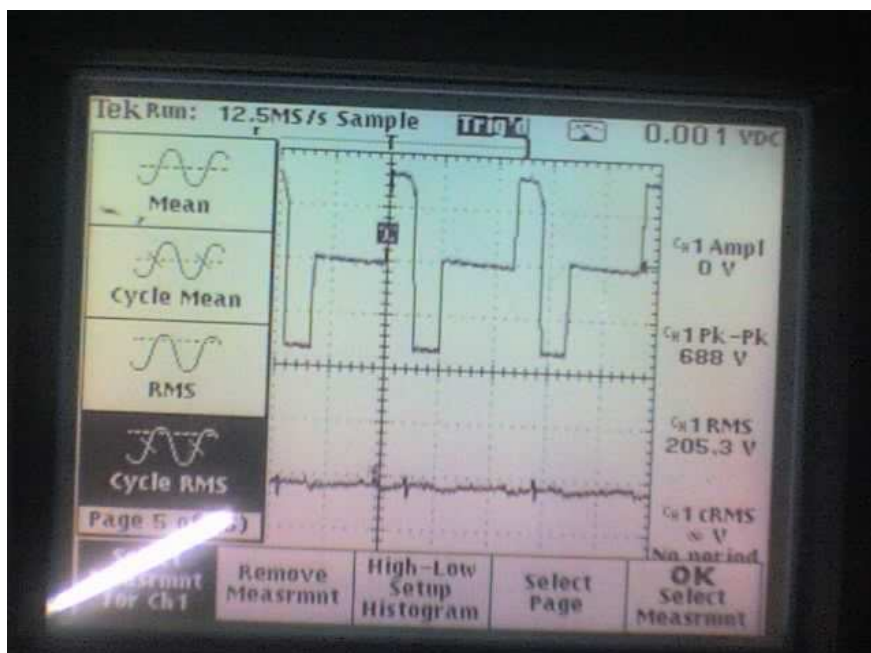 Tek Run: 12.5MS/s Sample Trig'd
0.001 VDC
Mean
Cycle Mean
RMS
Cycle RMS
Page 5
for Ch1
Remove
Measrmnt
High-Low
Setup
Histogram
Select
Page
OK
Select
Measrmnt
Ch1 Ampl
0 V
Ch1 Pk-Pk
688 V
Ch1 RMS
205.3 V
Ch1 cRMS
∞ V
No period